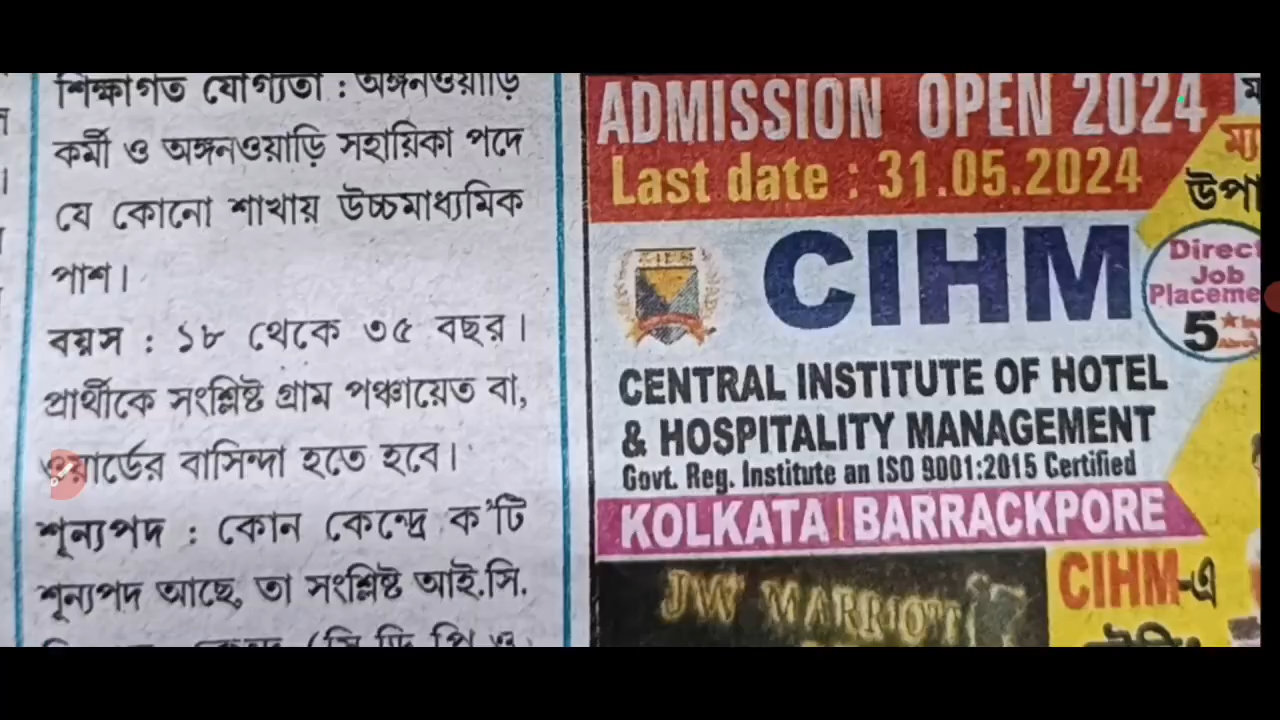 শিক্ষাগত যোগ্যতা : অঙ্গনওয়াড়ি
কর্মী ও অঙ্গনওয়াড়ি সহায়িকা পদে
যে কোনো শাখায় উচ্চমাধ্যমিক
পাশ।
বয়স : ১৮ থেকে ৩৫ বছর।
প্রার্থীকে সংশ্লিষ্ট গ্রাম পঞ্চায়েত বা,
ওয়ার্ডের বাসিন্দা হতে হবে।
শূন্যপদ : কোন কেন্দ্রে ক'টি
শূন্যপদ আছে, তা সংশ্লিষ্ট আই.সি.
ADMISSION OPEN 2024
Last date : 31.05.2024
CIHM
Direct
Job
Placeme
5
CENTRAL INSTITUTE OF HOTEL
& HOSPITALITY MANAGEMENT
Govt. Reg. Institute an ISO 9001:2015 Certified
KOLKATA | BARRACKPORE
JW MARRIOTT
CIHM-এ